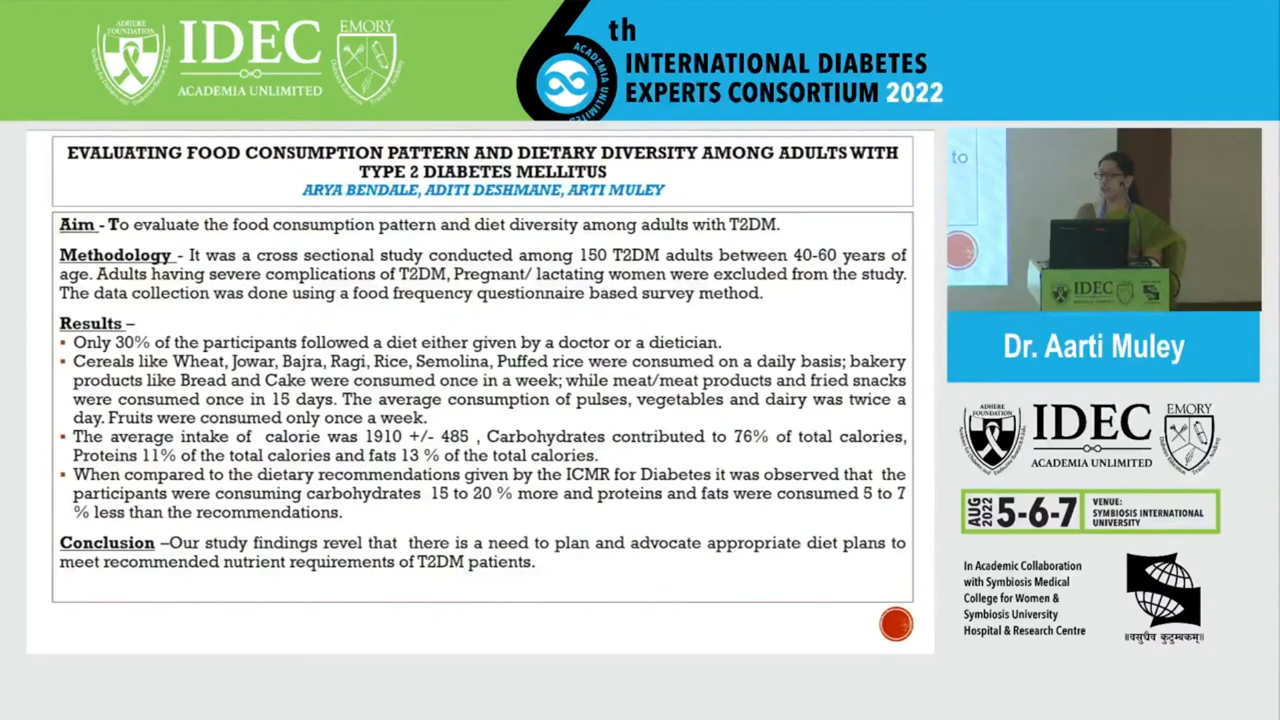 ADHERE
FOUNDATION
IDEC
ACADEMIA UNLIMITED
EMORY
6th
ACADEMIA UNLIMITED
INTERNATIONAL DIABETES
EXPERTS CONSORTIUM 2022
EVALUATING FOOD CONSUMPTION PATTERN AND DIETARY DIVERSITY AMONG ADULTS WITH
TYPE 2 DIABETES MELLITUS
ARYA BENDALE, ADITI DESHMANE, ARTI MULEY
Aim - To evaluate the food consumption pattern and diet diversity among adults with T2DM.
Methodology - It was a cross sectional study conducted among 150 T2DM adults between 40-60 years of
age. Adults having severe complications of T2DM, Pregnant/ lactating women were excluded from the study.
The data collection was done using a food frequency questionnaire based survey method.
Results –
▪ Only 30% of the participants followed a diet either given by a doctor or a dietician.
▪ Cereals like Wheat, Jowar, Bajra, Ragi, Rice, Semolina, Puffed rice were consumed on a daily basis; bakery
products like Bread and Cake were consumed once in a week; while meat/meat products and fried snacks
were consumed once in 15 days. The average consumption of pulses, vegetables and dairy was twice a
day. Fruits were consumed only once a week.
▪ The average intake of calorie was 1910 +/- 485 , Carbohydrates contributed to 76% of total calories,
Proteins 11% of the total calories and fats 13 % of the total calories.
▪ When compared to the dietary recommendations given by the ICMR for Diabetes it was observed that the
participants were consuming carbohydrates 15 to 20 % more and proteins and fats were consumed 5 to 7
% less than the recommendations.
Conclusion –Our study findings revel that there is a need to plan and advocate appropriate diet plans to
meet recommended nutrient requirements of T2DM patients.
to
IDEC
Dr. Aarti Muley
ADHERE
FOUNDATION
IDEC
ACADEMIA UNLIMITED
EMORY
AUG
2022
5-6-7
VENUE:
SYMBIOSIS INTERNATIONAL
UNIVERSITY
In Academic Collaboration
with Symbiosis Medical
College for Women &
Symbiosis University
Hospital & Research Centre
॥वसुधैव कुटुम्बकम्॥